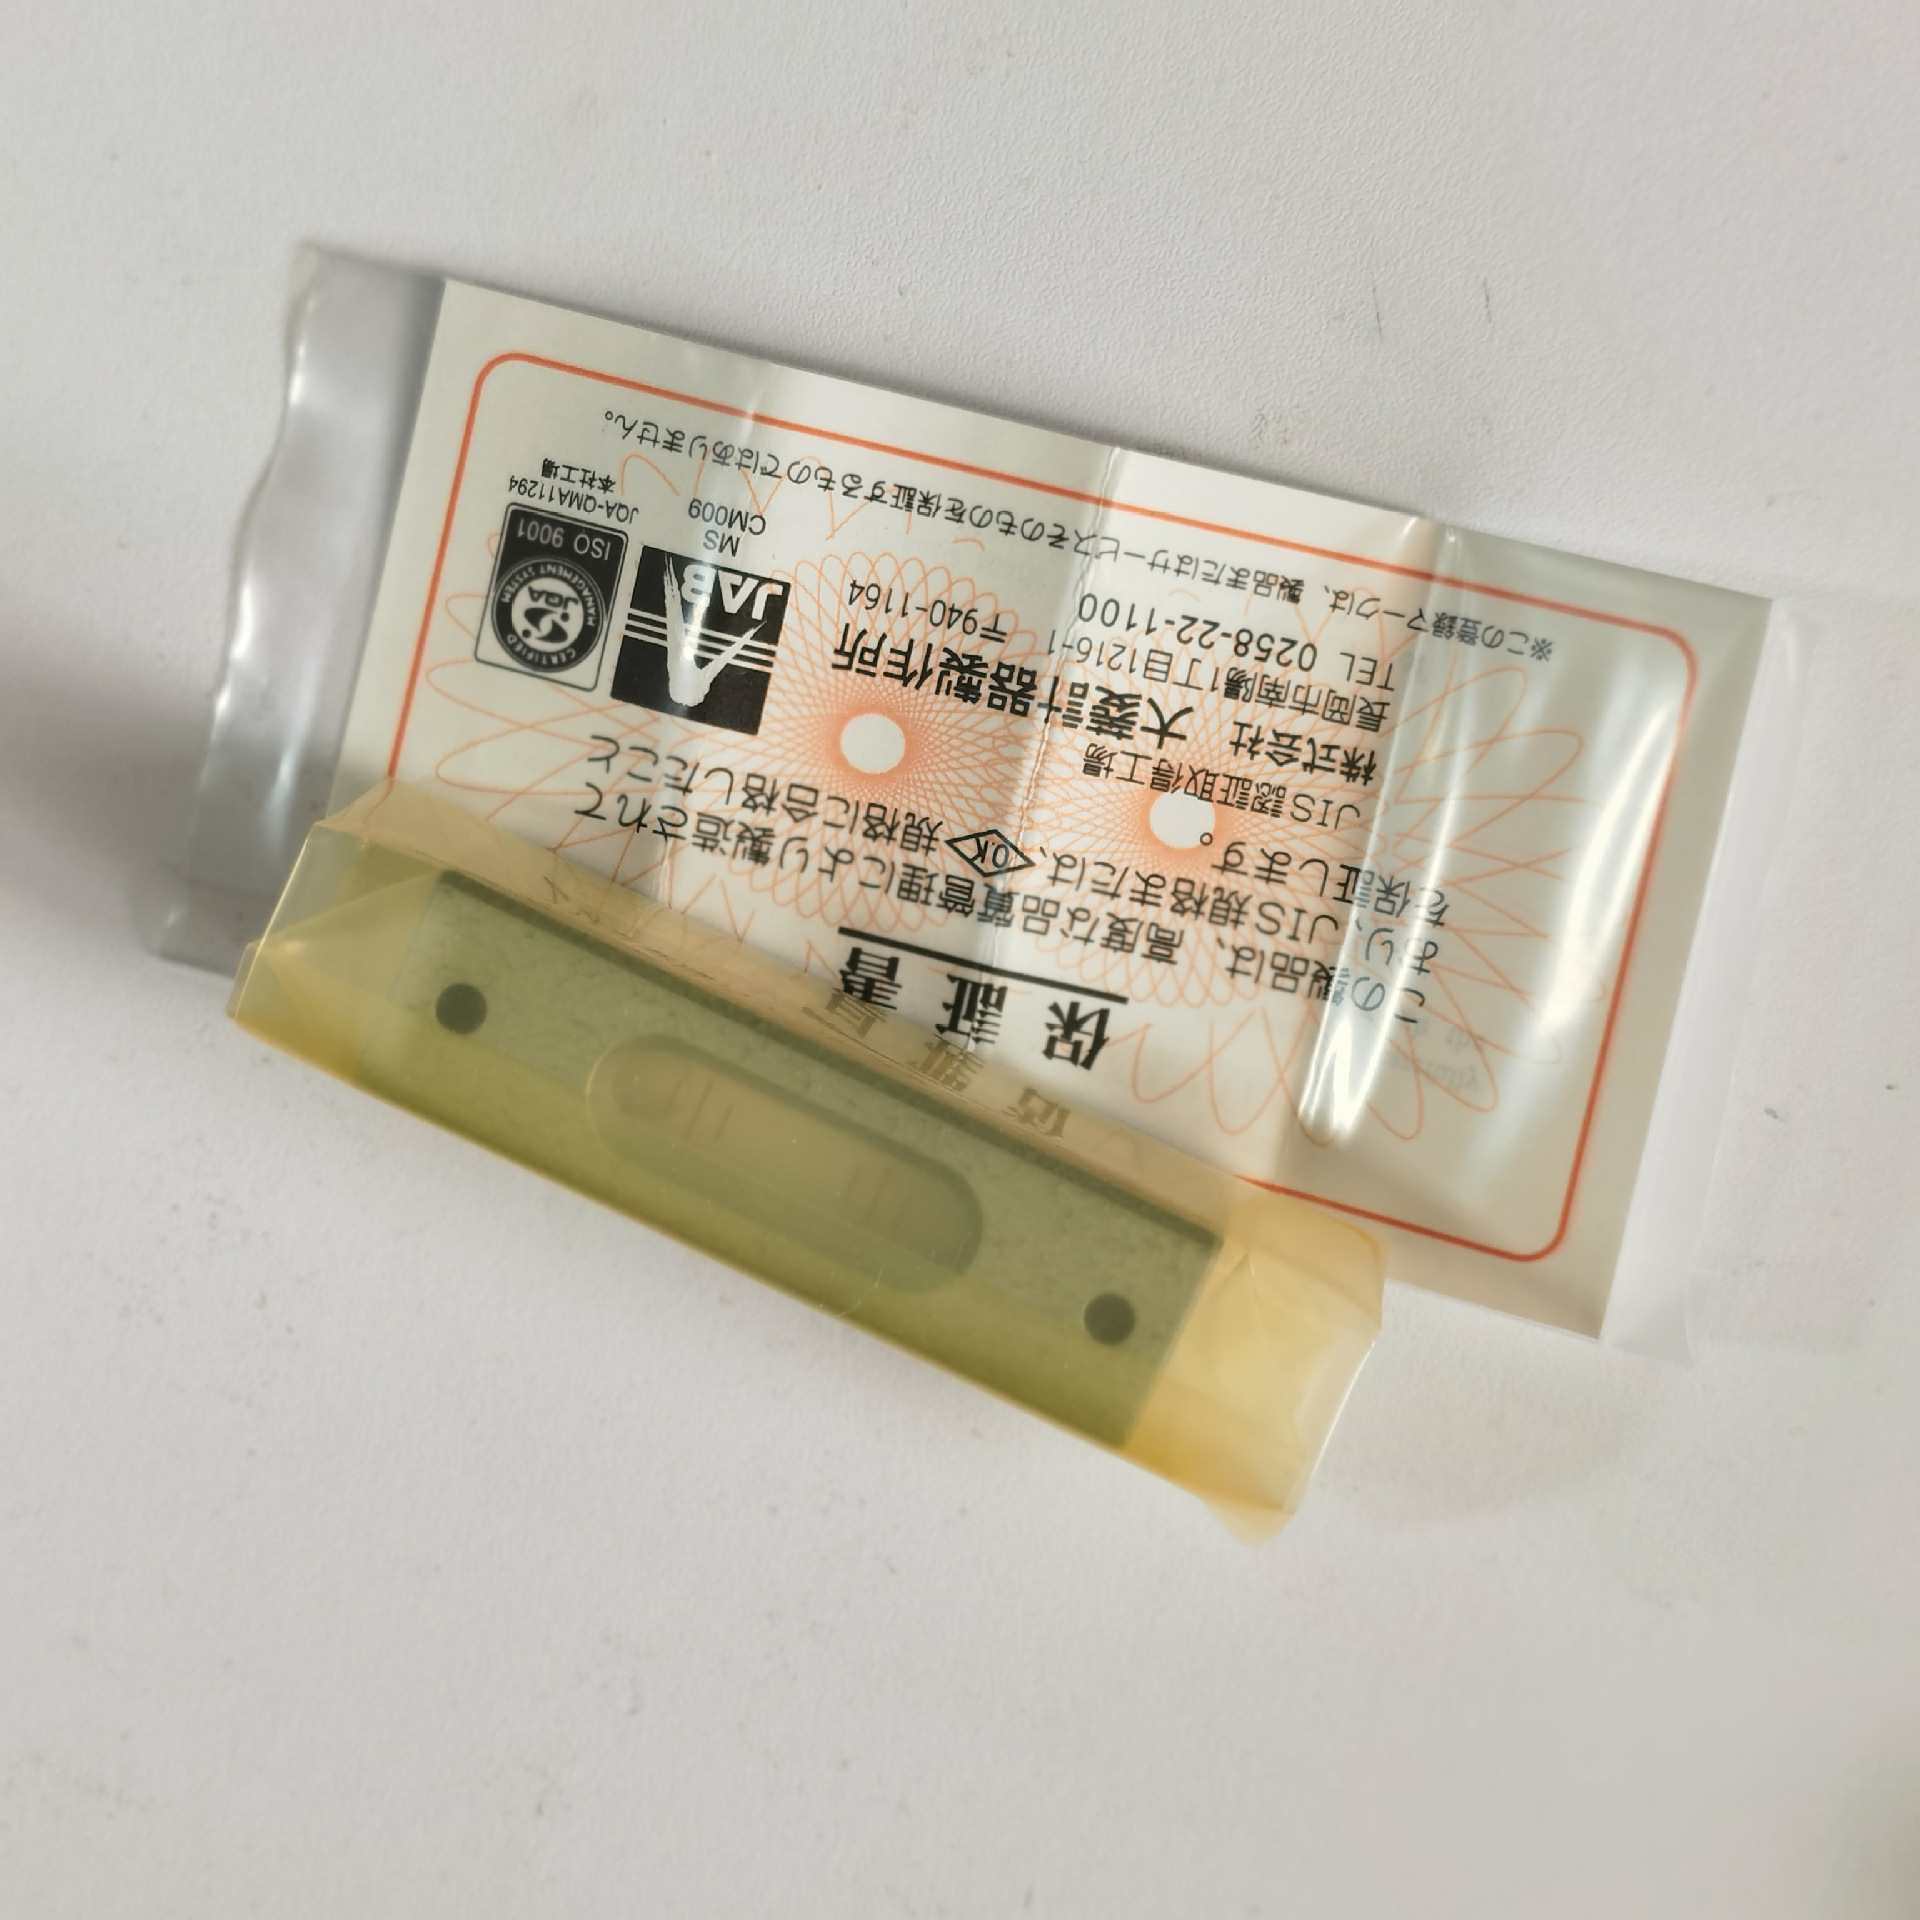 保証書
この製品は、高度な品質管理により製造されて
おり、JIS規格または、O.K規格に合格したこと
を保証します。
JIS認証取得工場
株式会社 大菱計器製作所
長岡市南陽1丁目1216-1 〒940-1164
TEL 0258-22-1100
JAB
MS
CM009
CERTIFIED
JQA
MANAGEMENT SYSTEM
ISO 9001
JQA-QMA11294
本社工場
※この登録マークは、製品またはサービスそのものを保証するものではありません。